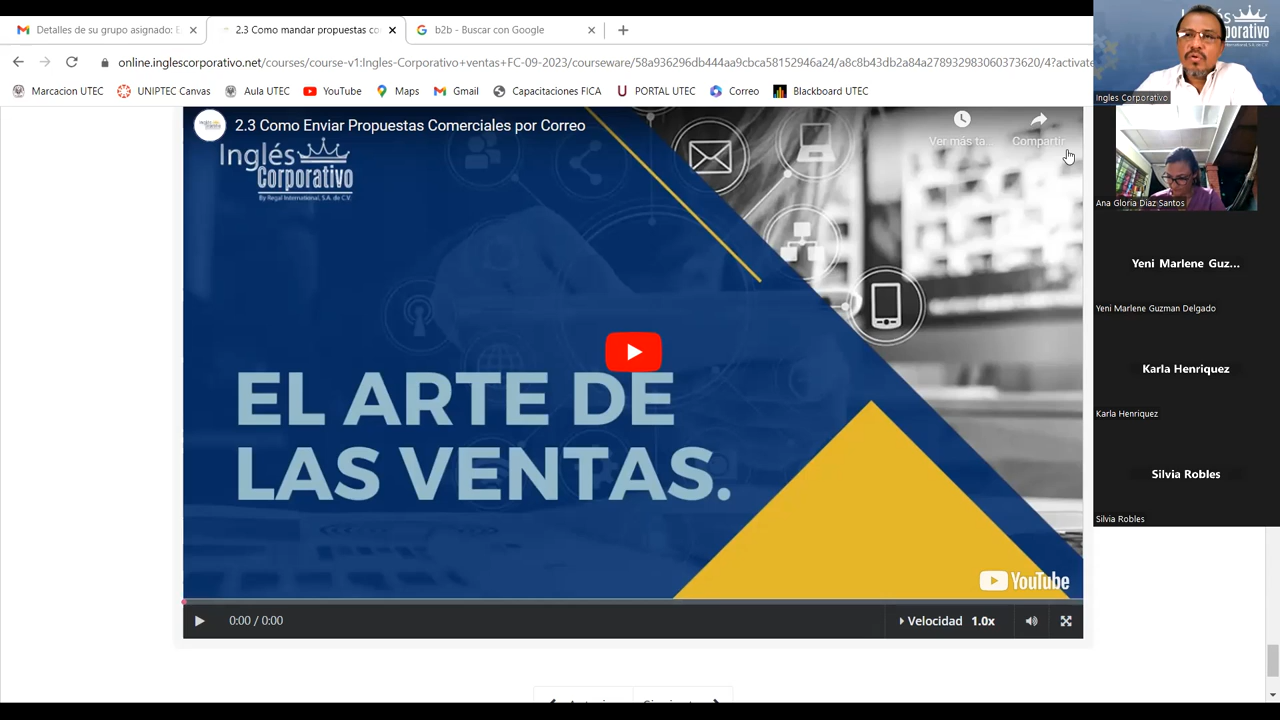 Detalles de su grupo asignado: E
2.3 Como mandar propuestas co
b2b - Buscar con Google
online.inglescorporativo.net/courses/course-v1:Ingles-Corporativo+ventas+FC-09-2023/courseware/58a936296db444aa9cbca58152946a24/a8c8b43db2a84a278932983060373620/4?activate
Marcacion UTEC
UNIPTEC Canvas
Aula UTEC
YouTube
Maps
Gmail
Capacitaciones FICA
PORTAL UTEC
Correo
Blackboard UTEC
2.3 Como Enviar Propuestas Comerciales por Correo
Ver más ta...
Compartir
Inglés
Corporativo
By Regal International, S.A. de C.V.
EL ARTE DE
LAS VENTAS.
YouTube
0:00 / 0:00
Velocidad 1.0x
Ingles Corporativo
Ana Gloria Diaz Santos
Yeni Marlene Guz...
Yeni Marlene Guzman Delgado
Karla Henriquez
Karla Henriquez
Silvia Robles
Silvia Robles